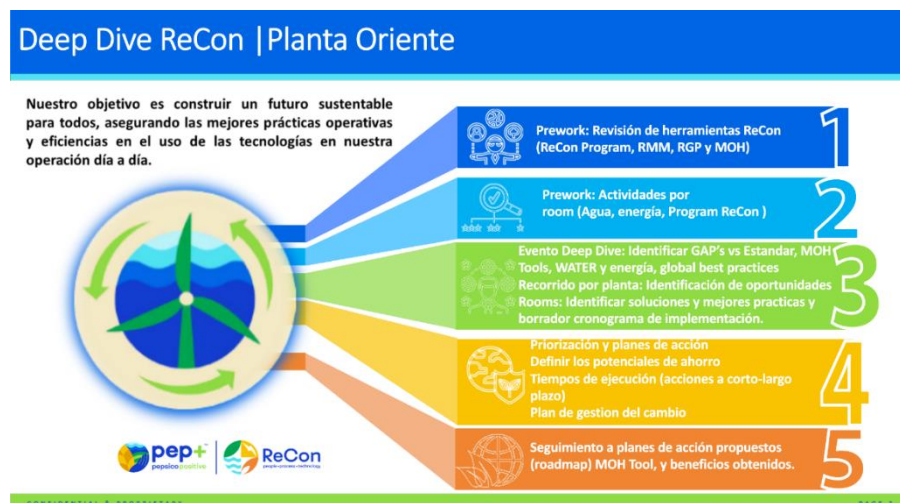 Deep Dive ReCon |Planta Oriente
Nuestro objetivo es construir un futuro sustentable
para todos, asegurando las mejores prácticas operativas
y eficiencias en el uso de las tecnologías en nuestra
operación día a día.
Prework: Revisión de herramientas ReCon
(ReCon Program, RMM, RGP y MOH)
1
Prework: Actividades por
room (Agua, energía, Program ReCon )
2
Evento Deep Dive: Identificar GAP's vs Estandar, MOH
Tools, WATER y energía, global best practices
Recorrido por planta: Identificación de oportunidades
Rooms: Identificar soluciones y mejores practicas y
borrador cronograma de implementación.
3
Priorización y planes de acción
Definir los potenciales de ahorro
Tiempos de ejecución (acciones a corto-largo
plazo)
Plan de gestion del cambio
4
Seguimiento a planes de acción propuestos
(roadmap) MOH Tool, y beneficios obtenidos.
5
pep+
pepsico positive
ReCon